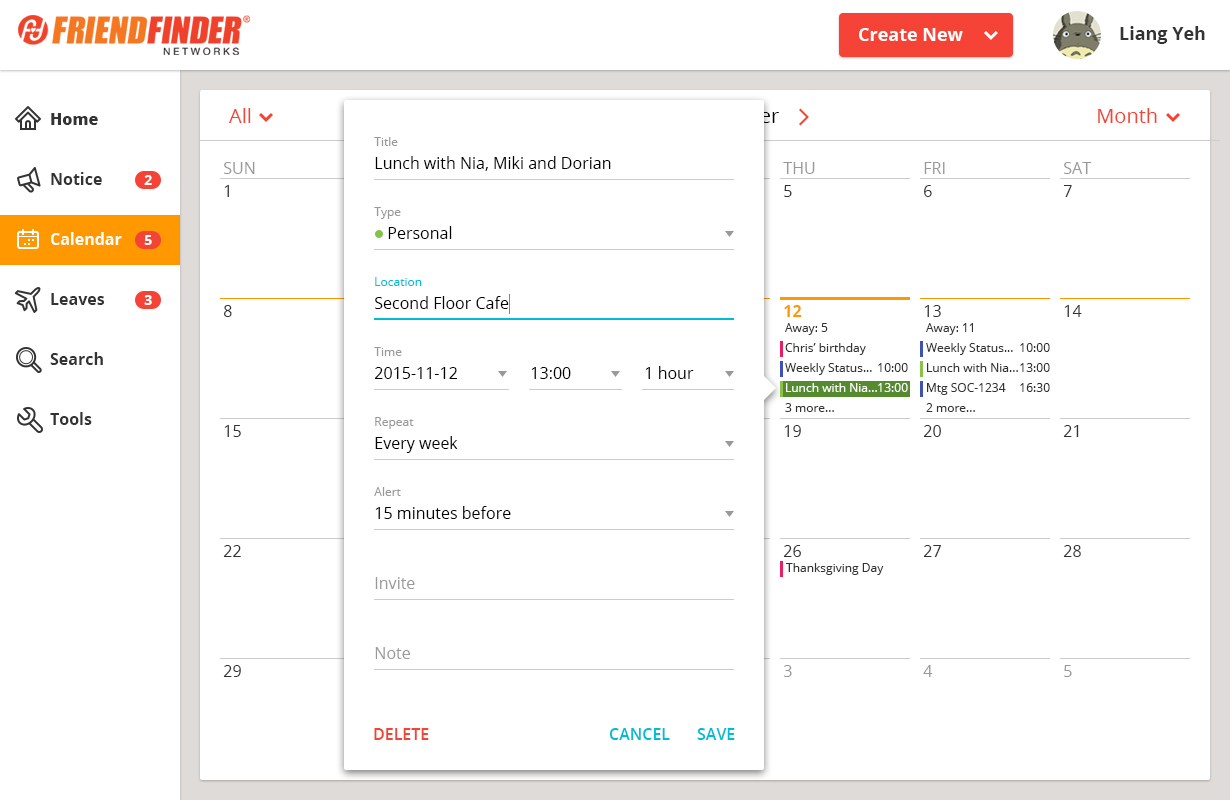 FRIENDFINDER®
NETWORKS
Create New
Liang Yeh
Home
Notice 2
Calendar 5
Leaves 3
Search
Tools
All
er
Month
SUN
THU
FRI
SAT
1
5
6
7
8
12
Away: 5
Chris’ birthday
Weekly Status... 10:00
Lunch with Nia...13:00
3 more...
13
Away: 11
Weekly Status... 10:00
Lunch with Nia...13:00
Mtg SOC-1234 16:30
2 more...
14
15
19
20
21
22
26
Thanksgiving Day
27
28
29
3
4
5
Title
Lunch with Nia, Miki and Dorian
Type
Personal
Location
Second Floor Cafe
Time
2015-11-12 13:00 1 hour
Repeat
Every week
Alert
15 minutes before
Invite
Note
DELETE CANCEL SAVE